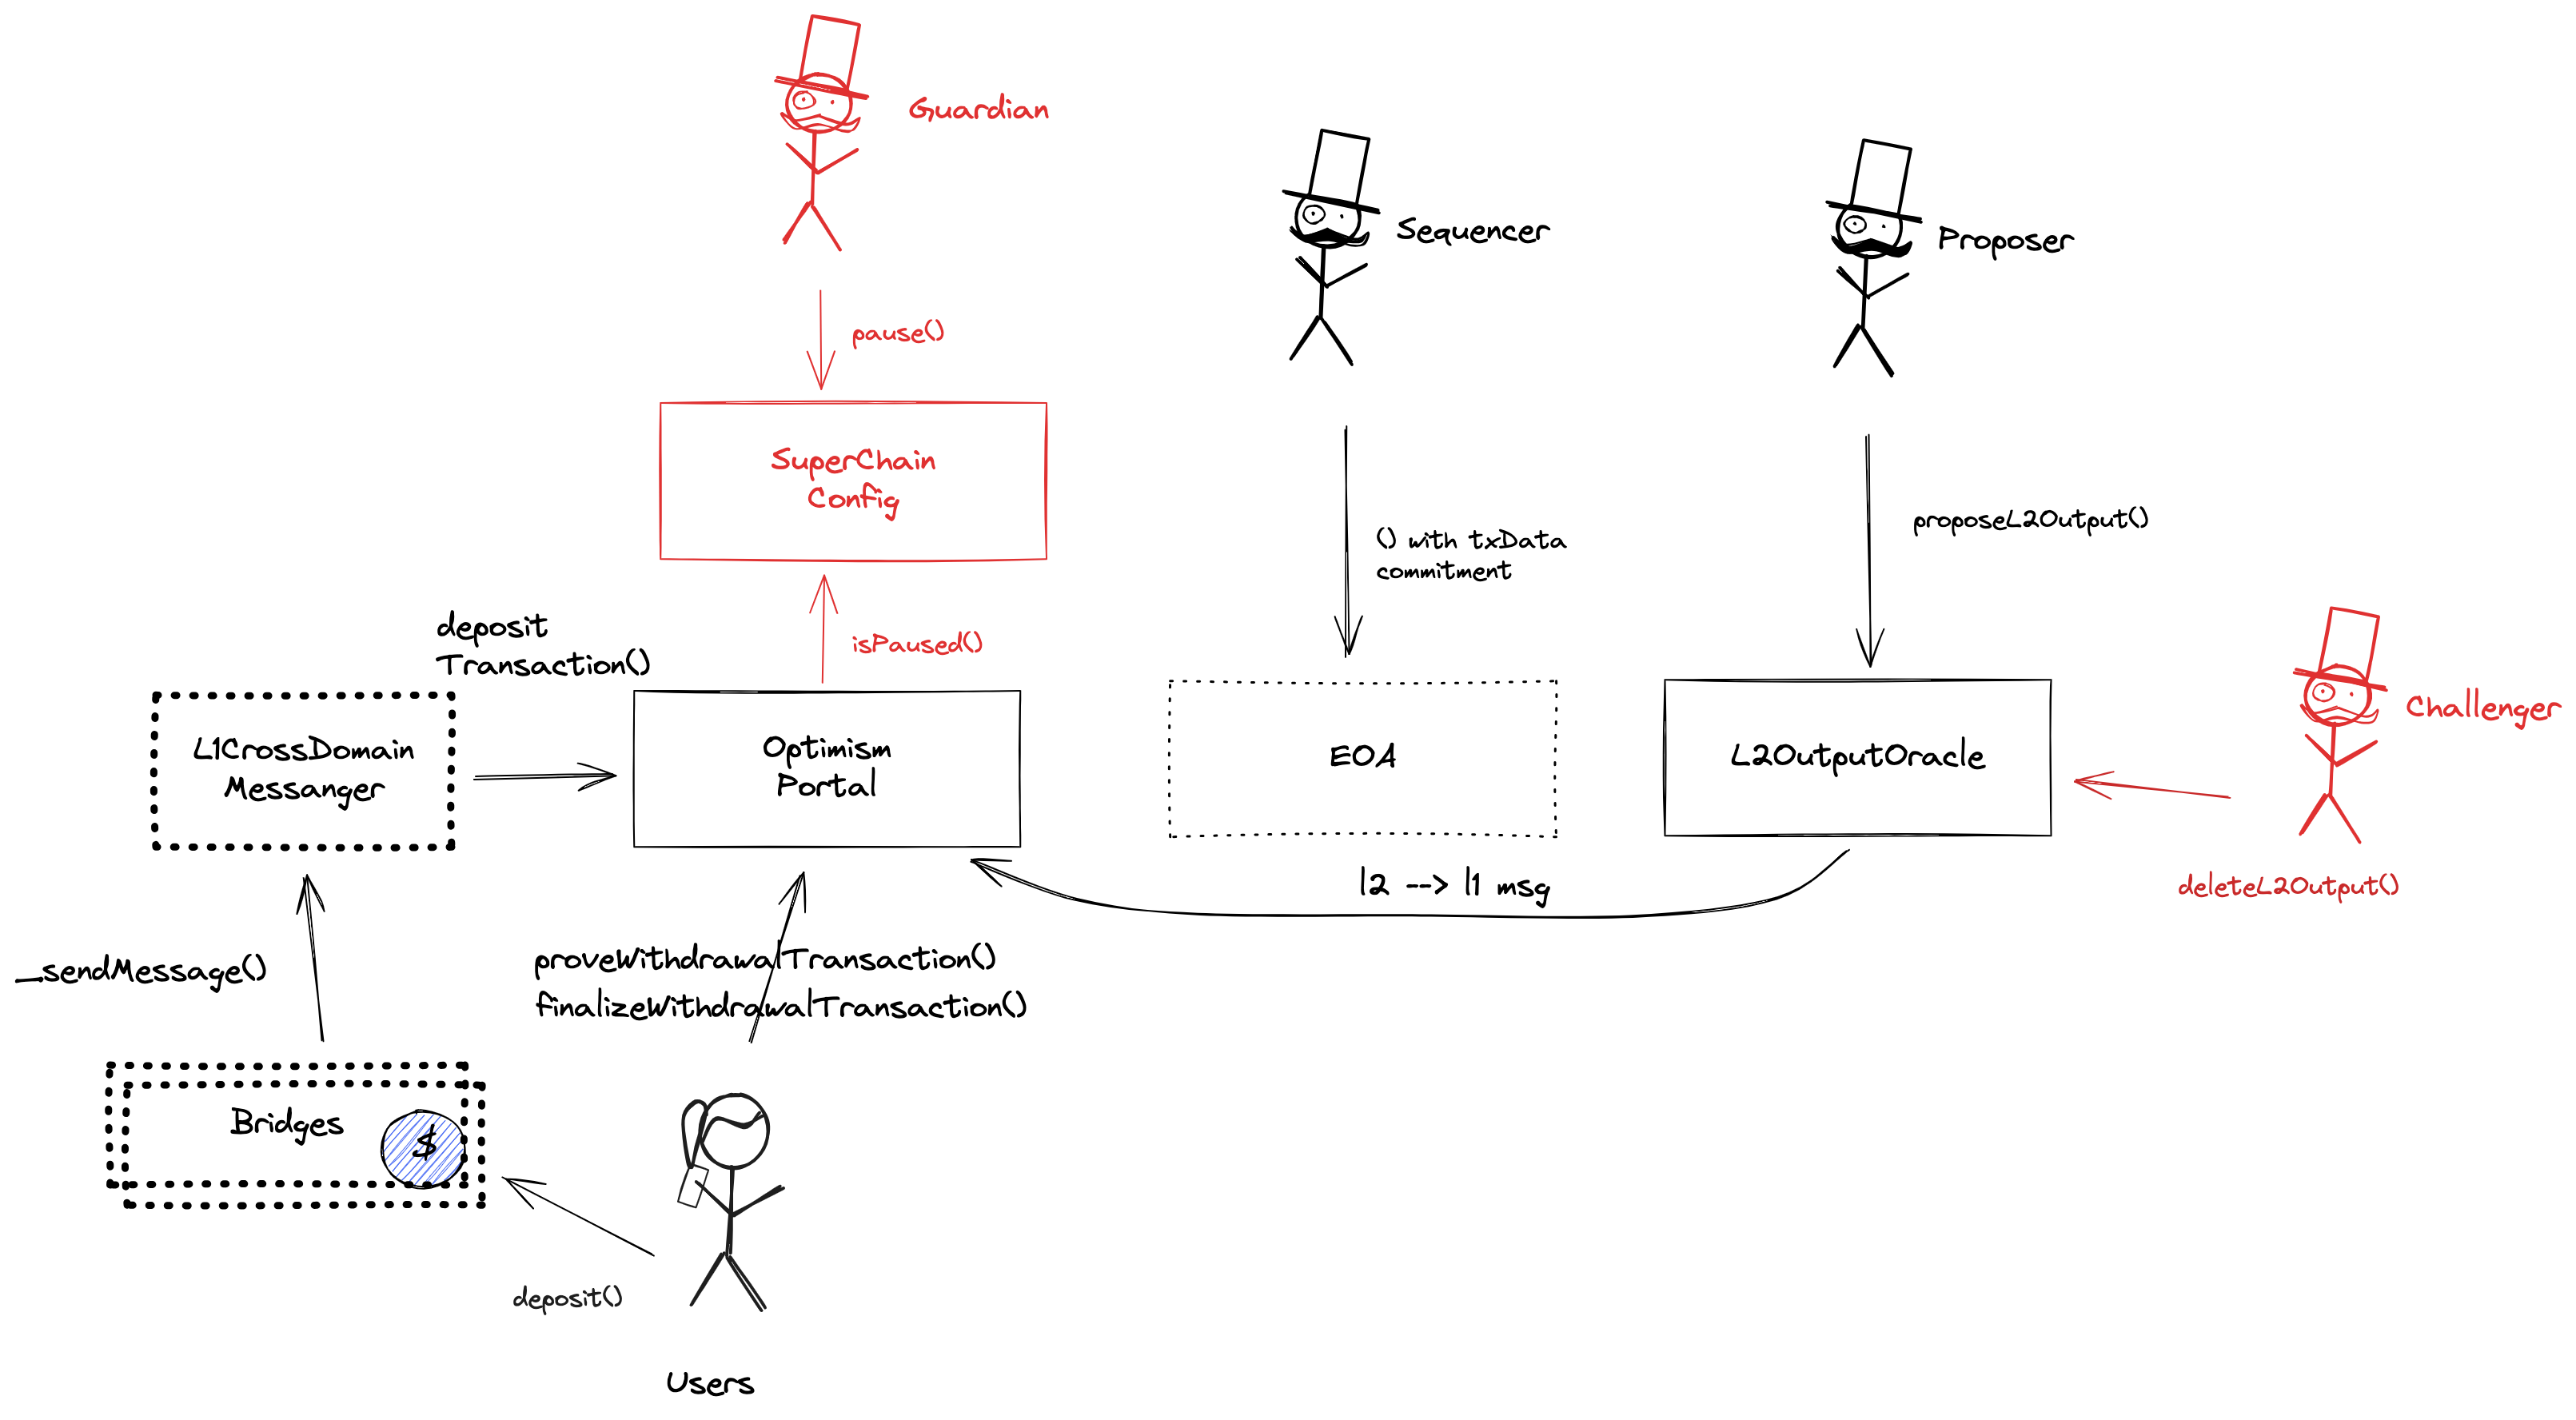 Guardian
Sequencer
Proposer
pause()
SuperChain
Config
() with txData
commitment
proposeL2Output()
deposit
Transaction()
isPaused()
L1CrossDomain
Messanger
Optimism
Portal
EOA
L2OutputOracle
Challenger
l2 --> l1 msg
deleteL2Output()
_sendMessage()
proveWithdrawalTransaction()
finalizeWithdrawalTransaction()
Bridges
$
deposit()
Users